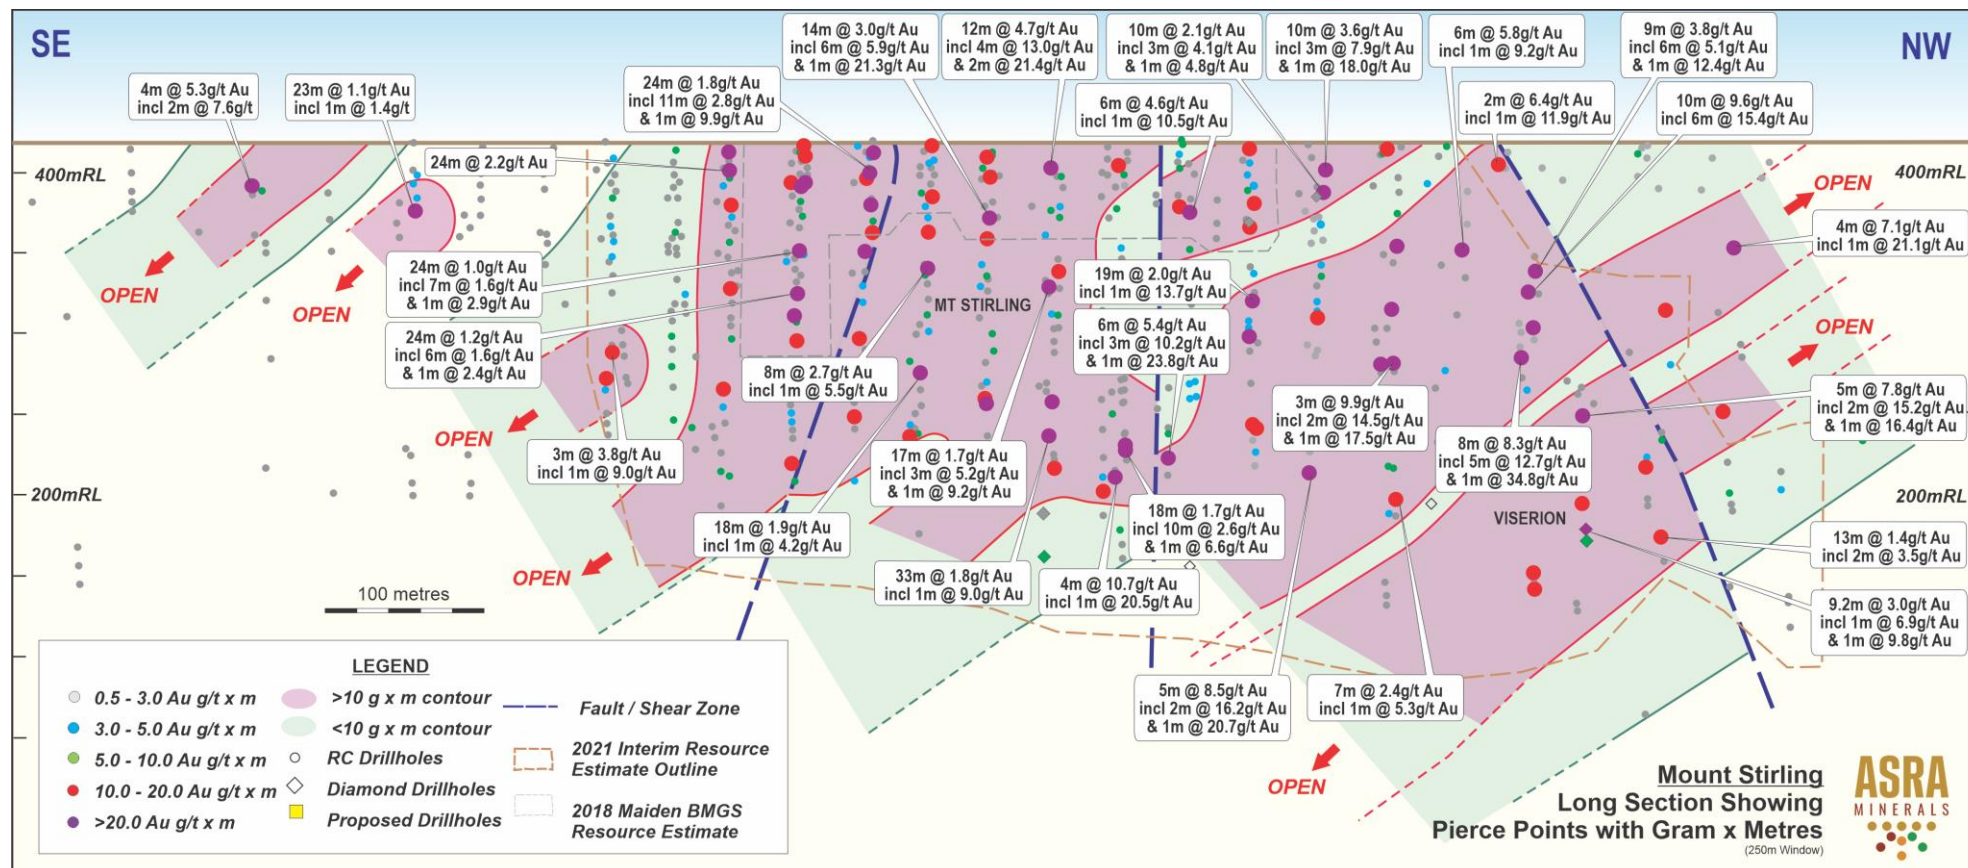 SE
NW
14m @ 3.0g/t Au
incl 6m @ 5.9g/t Au
& 1m @ 21.3g/t Au
12m @ 4.7g/t Au
incl 4m @ 13.0g/t Au
& 2m @ 21.4g/t Au
10m @ 2.1g/t Au
incl 3m @ 4.1g/t Au
& 1m @ 4.8g/t Au
10m @ 3.6g/t Au
incl 3m @ 7.9g/t Au
& 1m @ 18.0g/t Au
6m @ 5.8g/t Au
incl 1m @ 9.2g/t Au
9m @ 3.8g/t Au
incl 6m @ 5.1g/t Au
& 1m @ 12.4g/t Au
4m @ 5.3g/t Au
incl 2m @ 7.6g/t
23m @ 1.1g/t Au
incl 1m @ 1.4g/t
24m @ 1.8g/t Au
incl 11m @ 2.8g/t Au
& 1m @ 9.9g/t Au
6m @ 4.6g/t Au
incl 1m @ 10.5g/t Au
2m @ 6.4g/t Au
incl 1m @ 11.9g/t Au
10m @ 9.6g/t Au
incl 6m @ 15.4g/t Au
24m @ 2.2g/t Au
400mRL
400mRL
OPEN
4m @ 7.1g/t Au
incl 1m @ 21.1g/t Au
OPEN
OPEN
24m @ 1.0g/t Au
incl 7m @ 1.6g/t Au
& 1m @ 2.9g/t Au
19m @ 2.0g/t Au
incl 1m @ 13.7g/t Au
MT STIRLING
OPEN
24m @ 1.2g/t Au
incl 6m @ 1.6g/t Au
& 1m @ 2.4g/t Au
6m @ 5.4g/t Au
incl 3m @ 10.2g/t Au
& 1m @ 23.8g/t Au
8m @ 2.7g/t Au
incl 1m @ 5.5g/t Au
3m @ 9.9g/t Au
incl 2m @ 14.5g/t Au
& 1m @ 17.5g/t Au
5m @ 7.8g/t Au
incl 2m @ 15.2g/t Au
& 1m @ 16.4g/t Au
OPEN
3m @ 3.8g/t Au
incl 1m @ 9.0g/t Au
17m @ 1.7g/t Au
incl 3m @ 5.2g/t Au
& 1m @ 9.2g/t Au
8m @ 8.3g/t Au
incl 5m @ 12.7g/t Au
& 1m @ 34.8g/t Au
200mRL
200mRL
18m @ 1.9g/t Au
incl 1m @ 4.2g/t Au
18m @ 1.7g/t Au
incl 10m @ 2.6g/t Au
& 1m @ 6.6g/t Au
VISERION
13m @ 1.4g/t Au
incl 2m @ 3.5g/t Au
OPEN
33m @ 1.8g/t Au
incl 1m @ 9.0g/t Au
4m @ 10.7g/t Au
incl 1m @ 20.5g/t Au
9.2m @ 3.0g/t Au
incl 1m @ 6.9g/t Au
& 1m @ 9.8g/t Au
100 metres
5m @ 8.5g/t Au
incl 2m @ 16.2g/t Au
& 1m @ 20.7g/t Au
7m @ 2.4g/t Au
incl 1m @ 5.3g/t Au
OPEN
LEGEND
0.5 - 3.0 Au g/t x m
3.0 - 5.0 Au g/t x m
5.0 - 10.0 Au g/t x m
10.0 - 20.0 Au g/t x m
>20.0 Au g/t x m
>10 g x m contour
<10 g x m contour
RC Drillholes
Diamond Drillholes
Proposed Drillholes
Fault / Shear Zone
2021 Interim Resource
Estimate Outline
2018 Maiden BMGS
Resource Estimate
Mount Stirling
Long Section Showing
Pierce Points with Gram x Metres
(250m Window)
ASRA
MINERALS